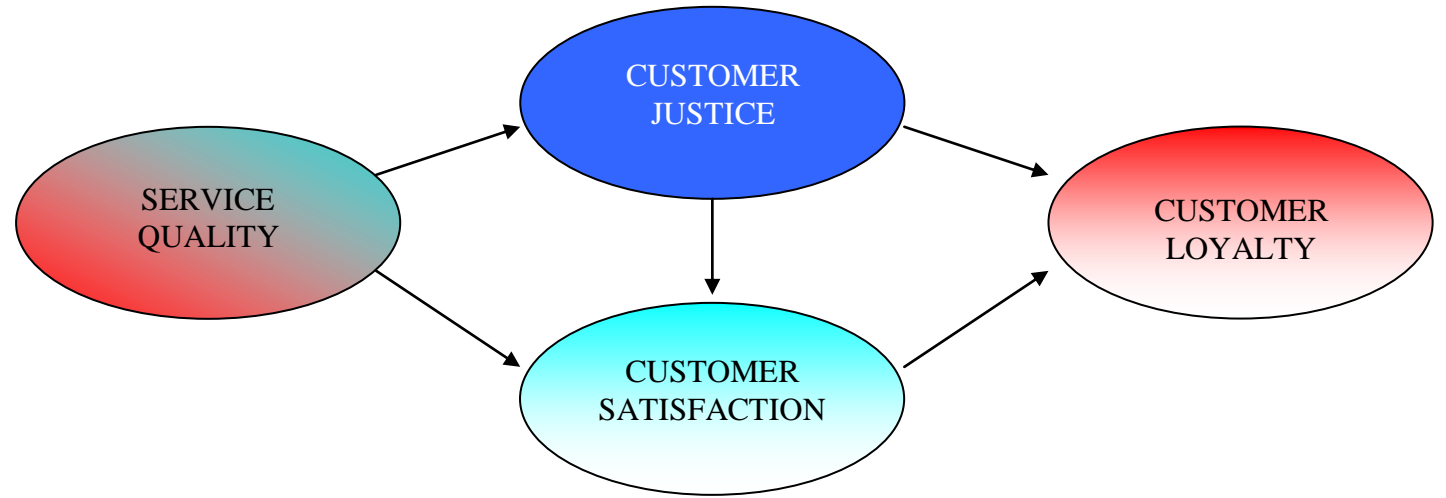 CUSTOMER
JUSTICE
SERVICE
QUALITY
CUSTOMER
LOYALTY
CUSTOMER
SATISFACTION